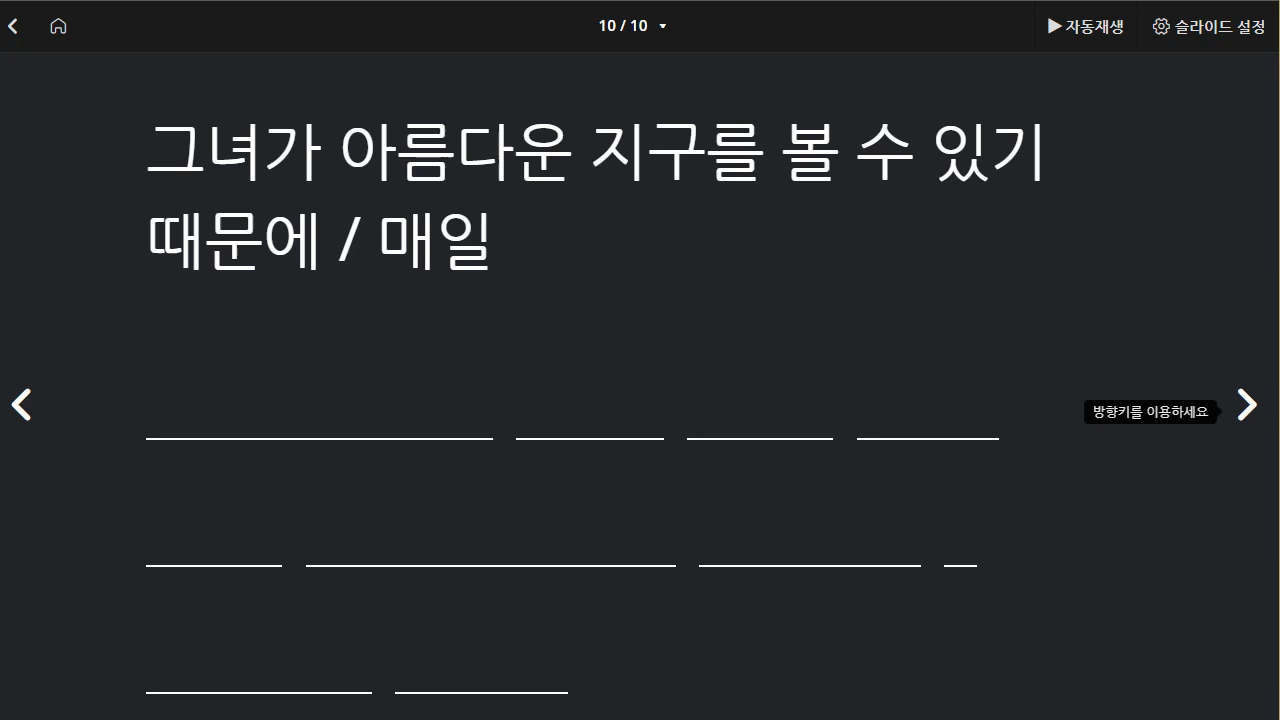 10 / 10
자동재생
슬라이드 설정
그녀가 아름다운 지구를 볼 수 있기
때문에 / 매일
방향키를 이용하세요